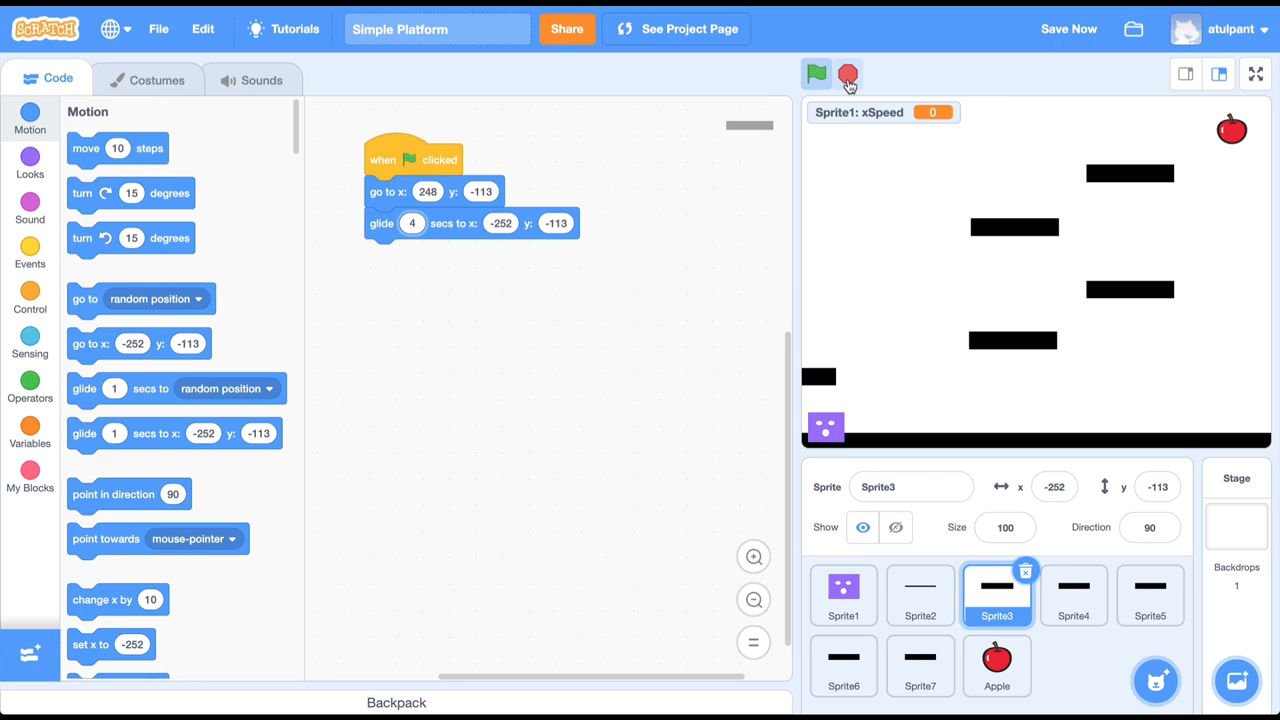 SCRATCH
File
Edit
Tutorials
Simple Platform
Share
See Project Page
Save Now
atulpant
Code
Costumes
Sounds
Motion
Looks
Sound
Events
Control
Sensing
Operators
Variables
My Blocks
Motion
move 10 steps
turn 15 degrees
turn 15 degrees
go to random position
go to x: -252 y: -113
glide 1 secs to random position
glide 1 secs to x: -252 y: -113
point in direction 90
point towards mouse-pointer
change x by 10
set x to -252
when clicked
go to x: 248 y: -113
glide 4 secs to x: -252 y: -113
Backpack
Sprite1: xSpeed 0
Sprite Sprite3 x -252 y -113
Show Size 100 Direction 90
Sprite1
Sprite2
Sprite3
Sprite4
Sprite5
Sprite6
Sprite7
Apple
Stage
Backdrops
1